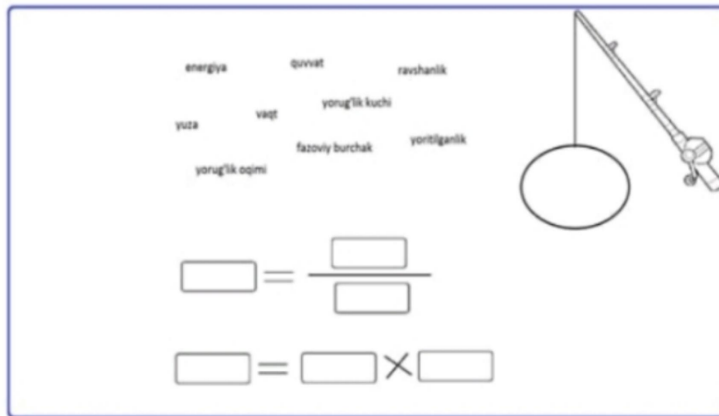 energiya
quvvat
ravshanlik
yorug'lik kuchi
vaqt
yuza
yoritilganlik
fazoviy burchak
yorug'lik oqimi
=
= ×